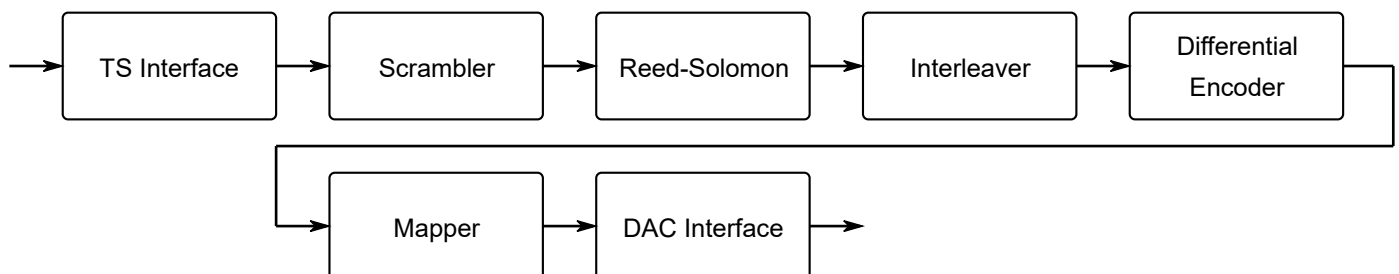 TS Interface
Scrambler
Reed-Solomon
Interleaver
Differential
Encoder
Mapper
DAC Interface